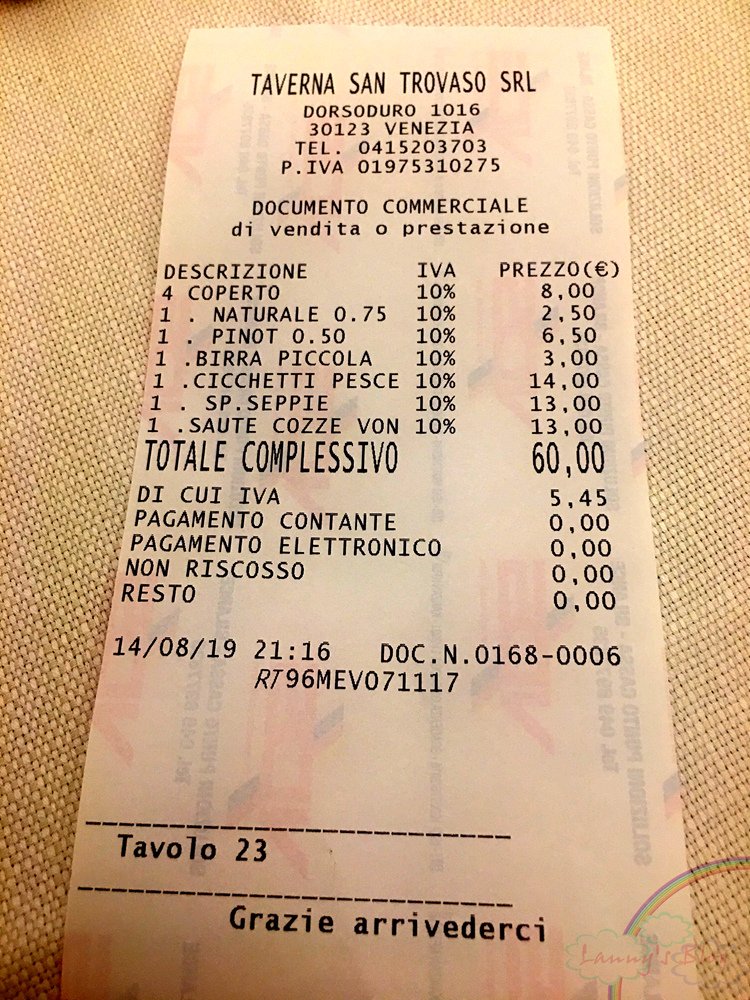 TAVERNA SAN TROVASO SRL
DORSODURO 1016
30123 VENEZIA
TEL. 0415203703
P.IVA 01975310275
DOCUMENTO COMMERCIALE
di vendita o prestazione
DESCRIZIONE IVA PREZZO(€)
4 COPERTO 10% 8,00
1 . NATURALE 0.75 10% 2,50
1 . PINOT 0.50 10% 6,50
1 .BIRRA PICCOLA 10% 3,00
1 .CICCHETTI PESCE 10% 14,00
1 . SP.SEPPIE 10% 13,00
1 .SAUTE COZZE VON 10% 13,00
TOTALE COMPLESSIVO 60,00
DI CUI IVA 5,45
PAGAMENTO CONTANTE 0,00
PAGAMENTO ELETTRONICO 0,00
NON RISCOSSO 0,00
RESTO 0,00
14/08/19 21:16 DOC.N.0168-0006
RT96MEV071117
Tavolo 23
Grazie arrivederci
Lanny's Blog